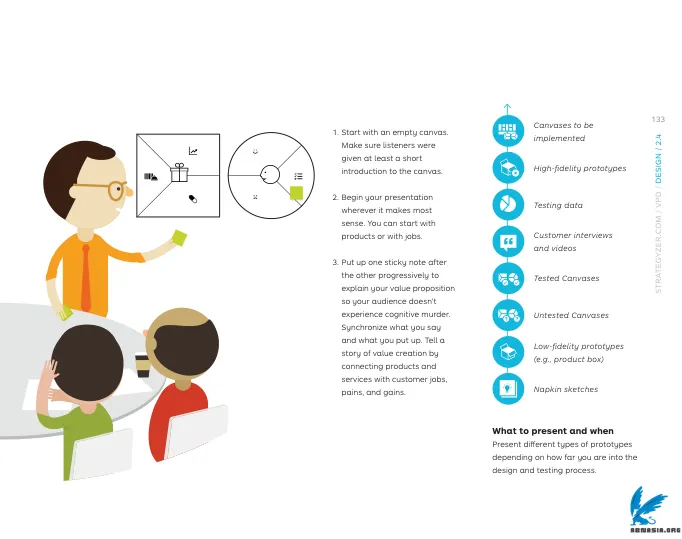 1. Start with an empty canvas.
Make sure listeners were
given at least a short
introduction to the canvas.
2. Begin your presentation
wherever it makes most
sense. You can start with
products or with jobs.
3. Put up one sticky note after
the other progressively to
explain your value proposition
so your audience doesn't
experience cognitive murder.
Synchronize what you say
and what you put up. Tell a
story of value creation by
connecting products and
services with customer jobs,
pains, and gains.
Canvases to be
implemented
High-fidelity prototypes
Testing data
Customer interviews
and videos
Tested Canvases
Untested Canvases
Low-fidelity prototypes
(e.g., product box)
Napkin sketches
What to present and when
Present different types of prototypes
depending on how far you are into the
design and testing process.
133
STRATEGYZER.COM / VPD / DESIGN / 2.4
ABNASIA.ORG